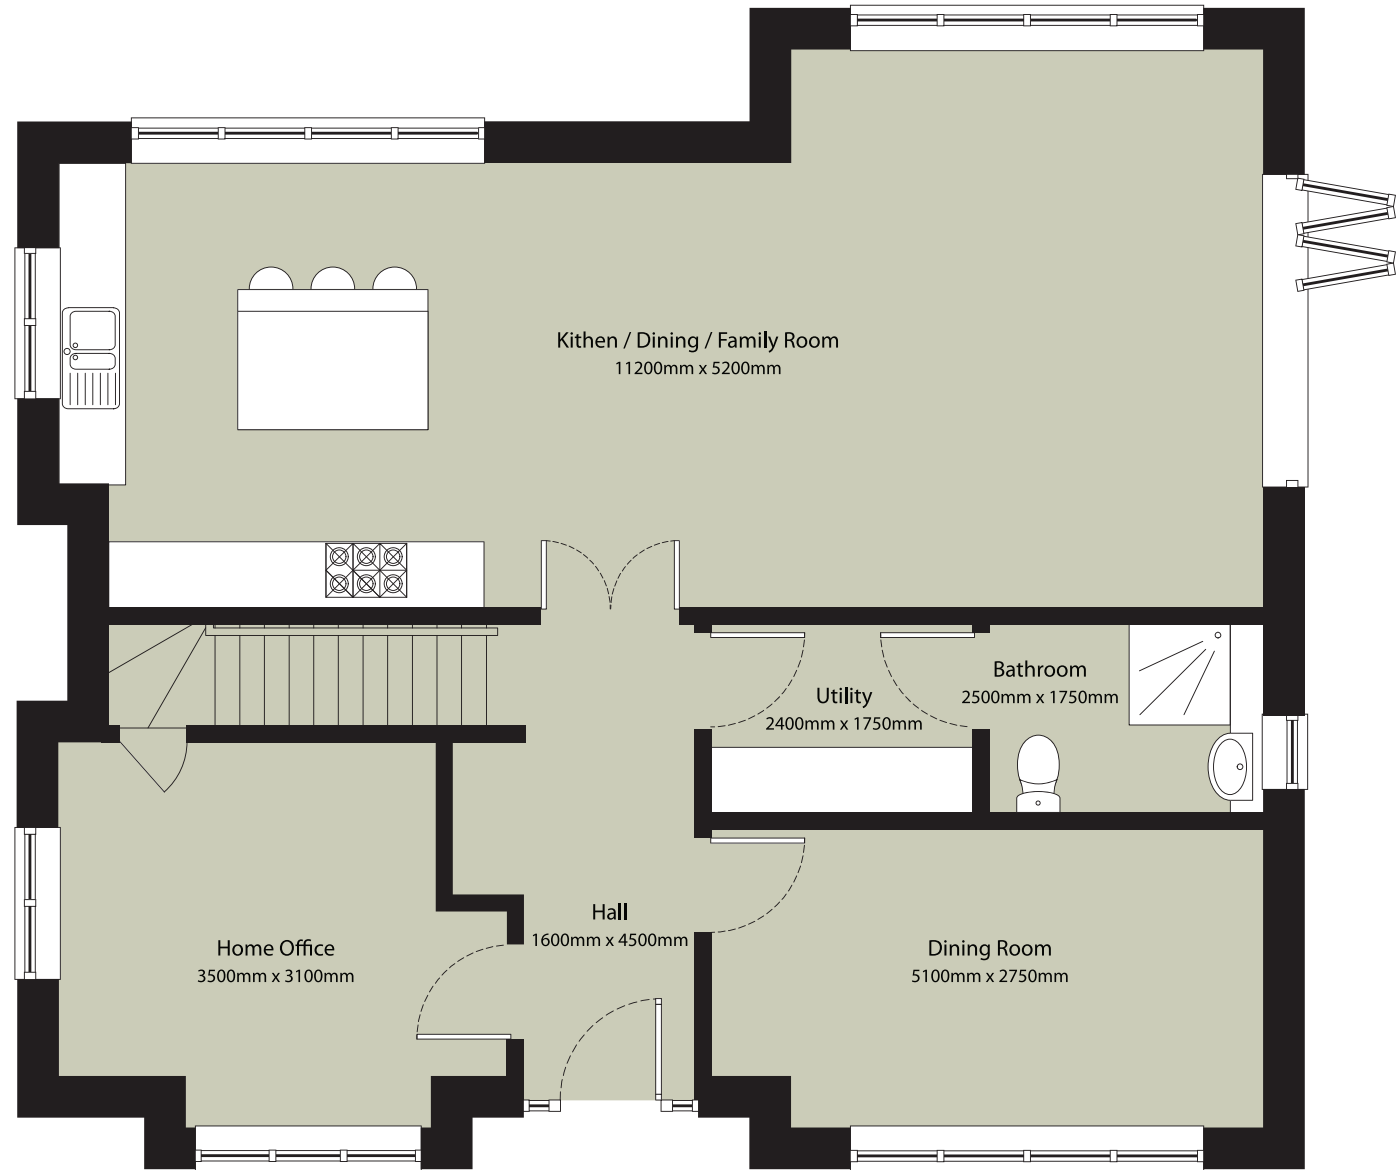 Kithen / Dining / Family Room
11200mm x 5200mm
Bathroom
2500mm x 1750mm
Utility
2400mm x 1750mm
Hall
1600mm x 4500mm
Home Office
3500mm x 3100mm
Dining Room
5100mm x 2750mm